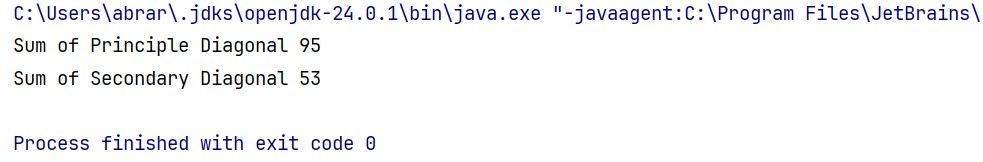 C:\Users\abrar\.jdks\openjdk-24.0.1\bin\java.exe "-javaagent:C:\Program Files\JetBrains\
Sum of Principle Diagonal 95
Sum of Secondary Diagonal 53
Process finished with exit code 0